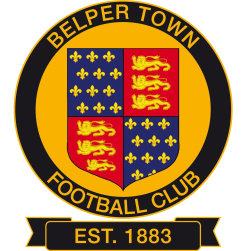 BELPER TOWN
FOOTBALL CLUB
EST. 1883